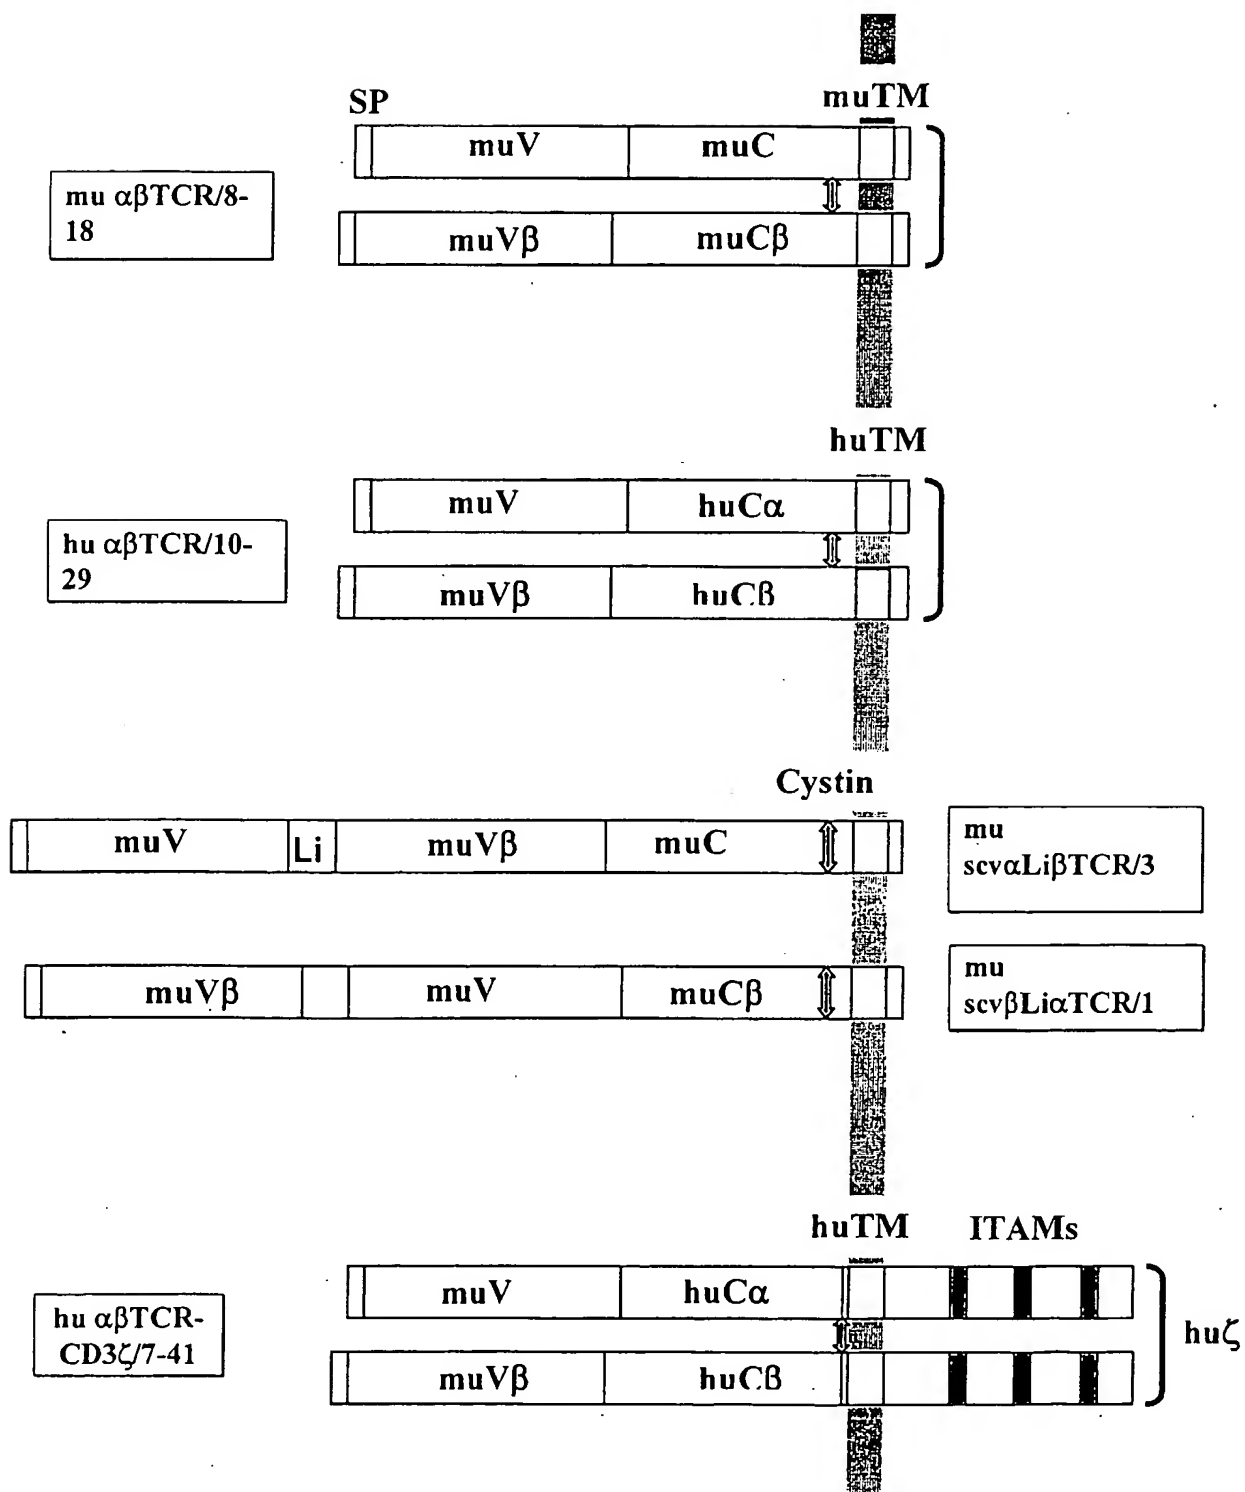 SP
muTM
muV
muC
mu αβTCR/8-
18
muVβ
muCβ
huTM
muV
huCα
hu αβTCR/10-
29
muVβ
huCβ
Cystin
muV
Li
muVβ
muC
mu
scvαLiβTCR/3
muVβ
muV
muCβ
mu
scvβLiαTCR/1
huTM
ITAMs
muV
huCα
hu αβTCR-
CD3ζ/7-41
huζ
muVβ
huCβ